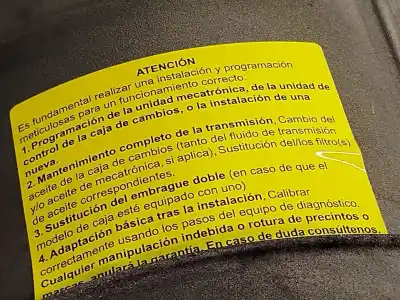 ATENCIÓN
Es fundamental realizar una instalación y programación
meticulosas para un funcionamiento correcto:
1. Programación de la unidad mecatrónica, de la unidad de
control de la caja de cambios, o la instalación de una
nueva.
2. Mantenimiento completo de la transmisión, Cambio del
aceite de la caja de cambios (tanto del fluido de transmisión
y/o aceite de mecatrónica, si aplica), Sustitución del/los filtro(s)
de aceite correspondientes.
3. Sustitución del embrague doble (en caso de que el
modelo de caja esté equipado con uno)
4. Adaptación básica tras la instalación, Calibrar
correctamente usando los pasos del equipo de diagnóstico.
Cualquier manipulación indebida o rotura de precintos o
marcas, anulará la garantía. En caso de duda consúltenos.